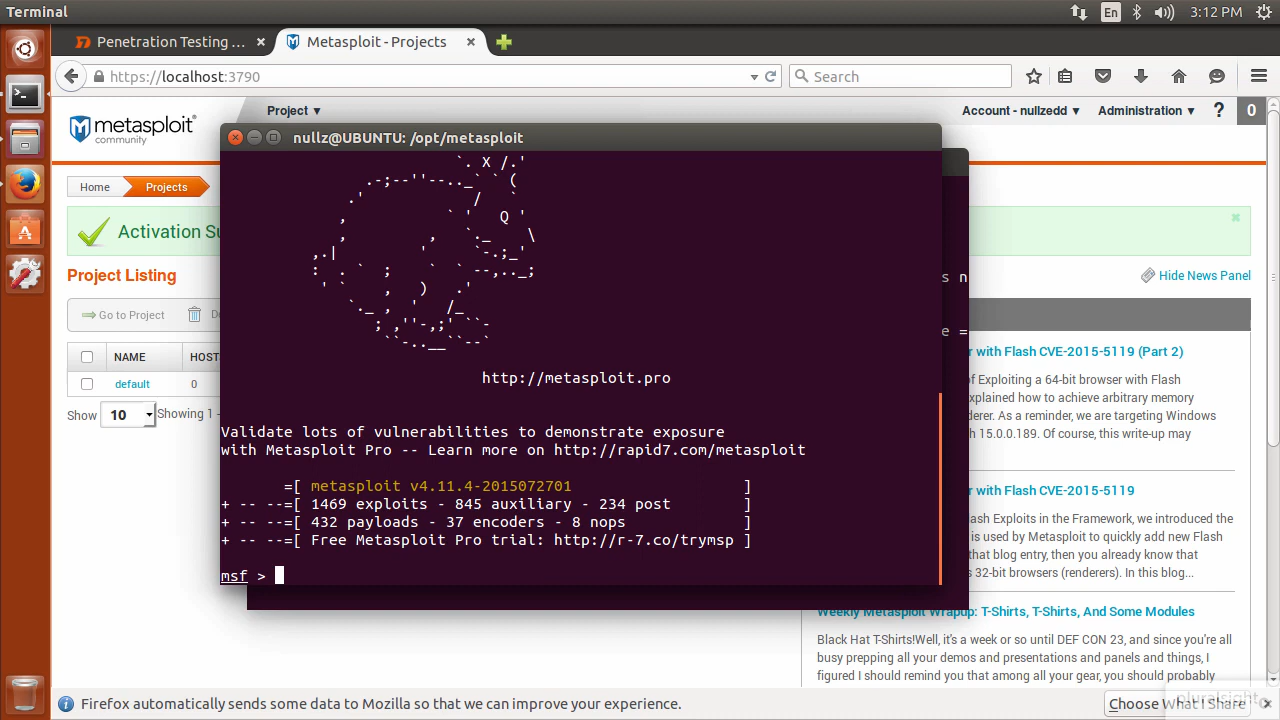 Terminal
En
3:12 PM
Penetration Testing ...
Metasploit - Projects
https://localhost:3790
Search
metasploit
community
Project ▾
Account - nullzedd ▾
Administration ▾
?
0
Home
Projects
nullz@UBUNTU: /opt/metasploit
Activation Su
Project Listing
Hide News Panel
Go to Project
D
NAME
HOST
default
0
Show
10
Showing 1 -
`. X /.'
.-;--''--.._` ` (
.' / `
, ` ' Q '
, , `._ \
,.| ' `-.;_'
: . ` ; ` ` --,.._;
' ` , ) .'
`._ , ' /_
; ,''-,;' ``-
``-..__``--`
http://metasploit.pro
Validate lots of vulnerabilities to demonstrate exposure
with Metasploit Pro -- Learn more on http://rapid7.com/metasploit
=[ metasploit v4.11.4-2015072701 ]
+ -- --=[ 1469 exploits - 845 auxiliary - 234 post ]
+ -- --=[ 432 payloads - 37 encoders - 8 nops ]
+ -- --=[ Free Metasploit Pro trial: http://r-7.co/trymsp ]
msf >
s n
e =
er with Flash CVE-2015-5119 (Part 2)
of Exploiting a 64-bit browser with Flash
explained how to achieve arbitrary memory
derer. As a reminder, we are targeting Windows
h 15.0.0.189. Of course, this write-up may
er with Flash CVE-2015-5119
lash Exploits in the Framework, we introduced the
is used by Metasploit to quickly add new Flash
that blog entry, then you already know that
s 32-bit browsers (renderers). In this blog...
Weekly Metasploit Wrapup: T-Shirts, T-Shirts, And Some Modules
Black Hat T-Shirts!Well, it's a week or so until DEF CON 23, and since you're all
busy prepping all your demos and presentations and panels and things, I
figured I should remind you that among all your gear, you should probably
Firefox automatically sends some data to Mozilla so that we can improve your experience.
Choose What I Share
pluralsight